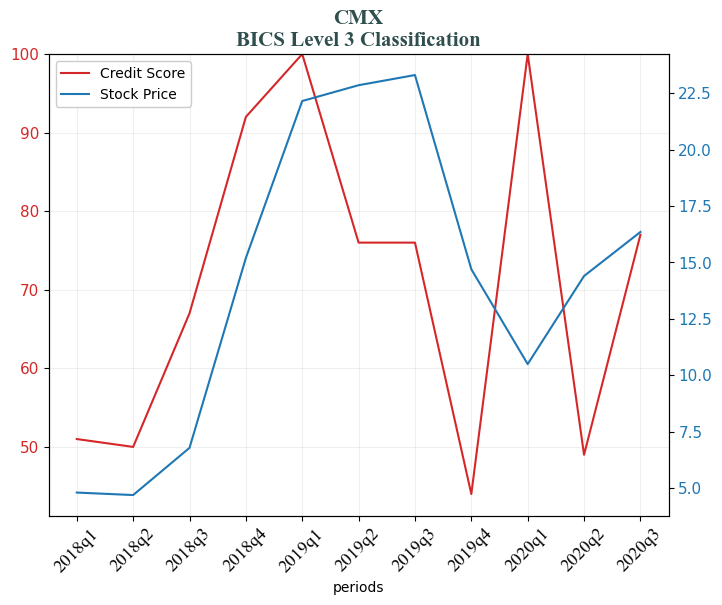 CMX
BICS Level 3 Classification
Credit Score
Stock Price
100
90
80
70
60
50
22.5
20.0
17.5
15.0
12.5
10.0
7.5
5.0
2018q1
2018q2
2018q3
2018q4
2019q1
2019q2
2019q3
2019q4
2020q1
2020q2
2020q3
periods